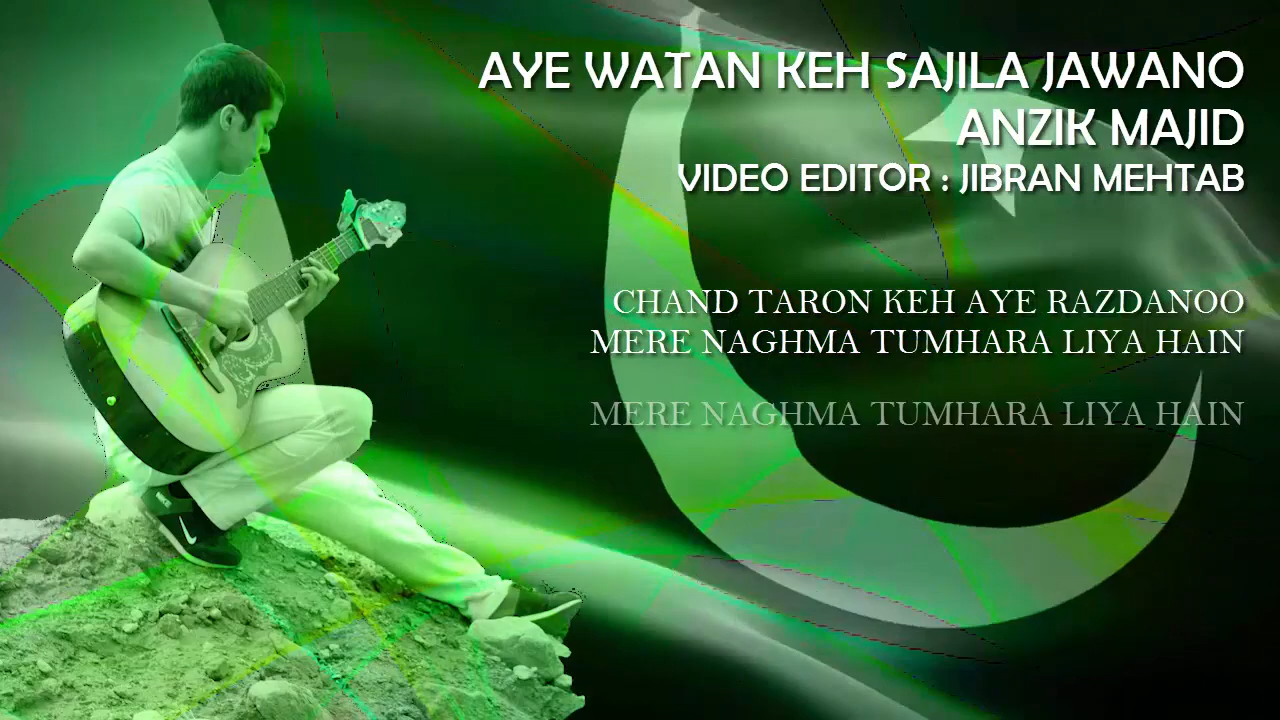 AYE WATAN KEH SAJILA JAWANO
ANZIK MAJID
VIDEO EDITOR : JIBRAN MEHTAB
CHAND TARON KEH AYE RAZDANOO
MERE NAGHMA TUMHARA LIYA HAIN
MERE NAGHMA TUMHARA LIYA HAIN